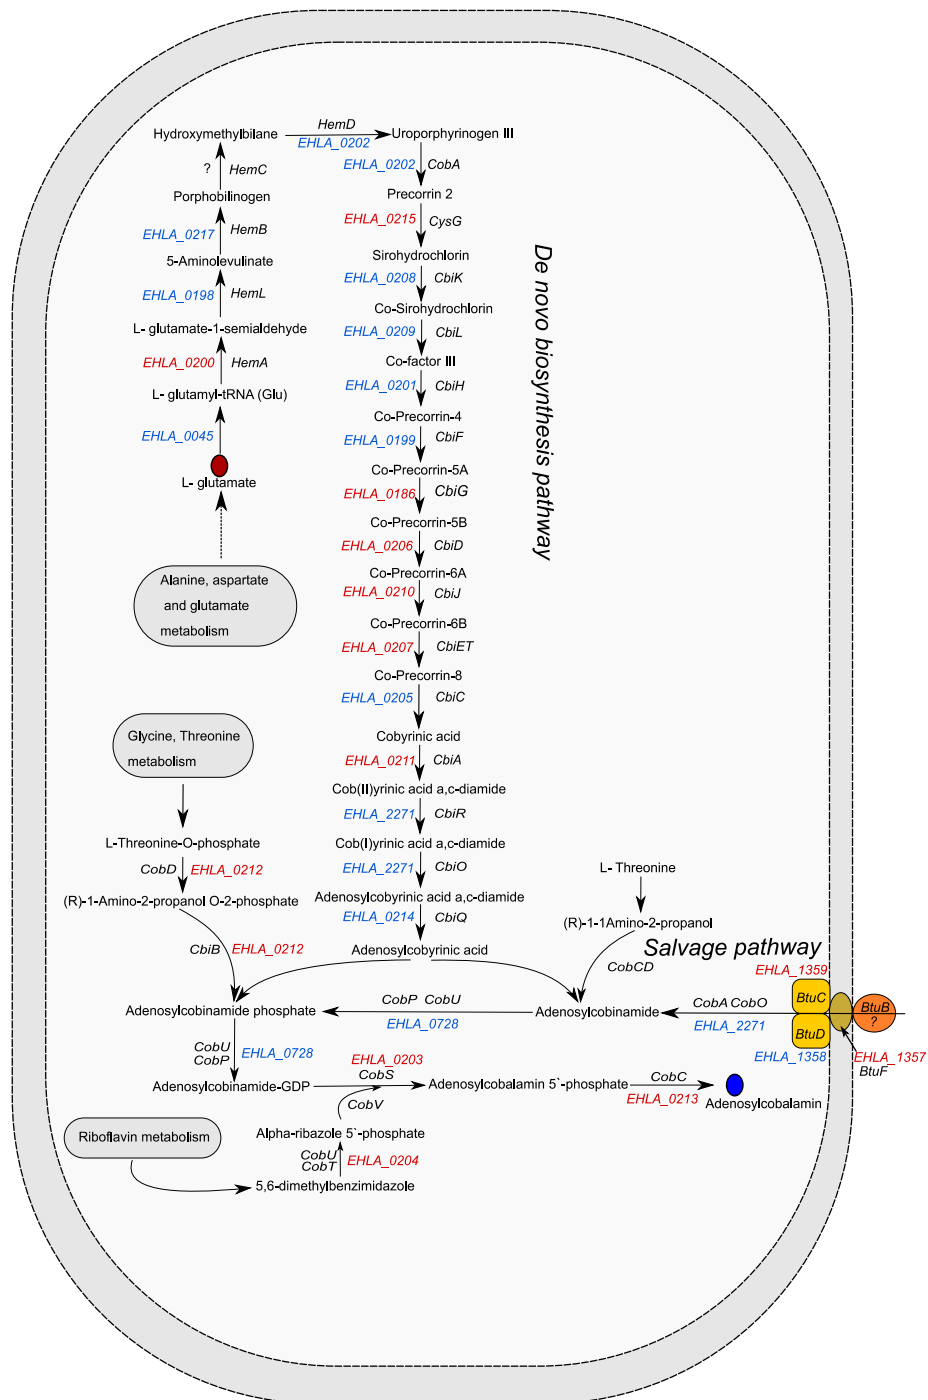 Hydroxymethylbilane
HemD
EHLA_0202
Uroporphyrinogen III
? HemC
EHLA_0202 CobA
Porphobilinogen
Precorrin 2
EHLA_0217 HemB
EHLA_0215 CysG
5-Aminolevulinate
Sirohydrochlorin
EHLA_0198 HemL
EHLA_0208 CbiK
L- glutamate-1-semialdehyde
Co-Sirohydrochlorin
EHLA_0209 CbiL
EHLA_0200 HemA
Co-factor III
L- glutamyl-tRNA (Glu)
EHLA_0201 CbiH
Co-Precorrin-4
EHLA_0045
EHLA_0199 CbiF
L- glutamate
Co-Precorrin-5A
EHLA_0186 CbiG
Co-Precorrin-5B
EHLA_0206 CbiD
Co-Precorrin-6A
EHLA_0210 CbiJ
Co-Precorrin-6B
EHLA_0207 CbiET
Co-Precorrin-8
EHLA_0205 CbiC
Cobyrinic acid
EHLA_0211 CbiA
Cob(II)yrinic acid a,c-diamide
EHLA_2271 CbiR
Cob(I)yrinic acid a,c-diamide
EHLA_2271 CbiO
Adenosylcobyrinic acid a,c-diamide
EHLA_0214 CbiQ
Adenosylcobyrinic acid
De novo biosynthesis pathway
Alanine, aspartate
and glutamate
metabolism
Glycine, Threonine
metabolism
L-Threonine-O-phosphate
CobD EHLA_0212
(R)-1-Amino-2-propanol O-2-phosphate
CbiB EHLA_0212
L- Threonine
(R)-1-1Amino-2-propanol
Salvage pathway
CobCD
EHLA_1359
BtuC
BtuD
BtuB
?
EHLA_1358
EHLA_1357
BtuF
Adenosylcobinamide phosphate
CobP CobU
EHLA_0728
Adenosylcobinamide
CobA CobO
EHLA_2271
CobU
CobP
EHLA_0728
Adenosylcobinamide-GDP
EHLA_0203
CobS
CobV
Adenosylcobalamin 5`-phosphate
CobC
EHLA_0213
Adenosylcobalamin
Riboflavin metabolism
Alpha-ribazole 5`-phosphate
CobU
CobT
EHLA_0204
5,6-dimethylbenzimidazole